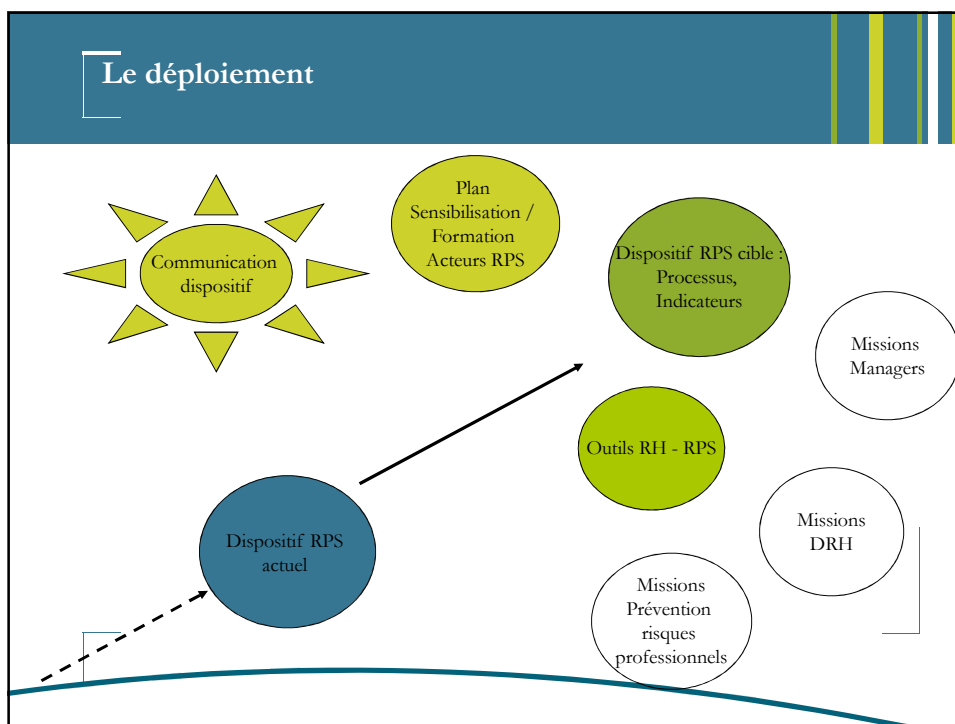 Le déploiement
Plan
Sensibilisation /
Formation
Acteurs RPS
Communication
dispositif
Dispositif RPS cible :
Processus,
Indicateurs
Missions
Managers
Outils RH - RPS
Missions
DRH
Dispositif RPS
actuel
Missions
Prévention
risques
professionnels